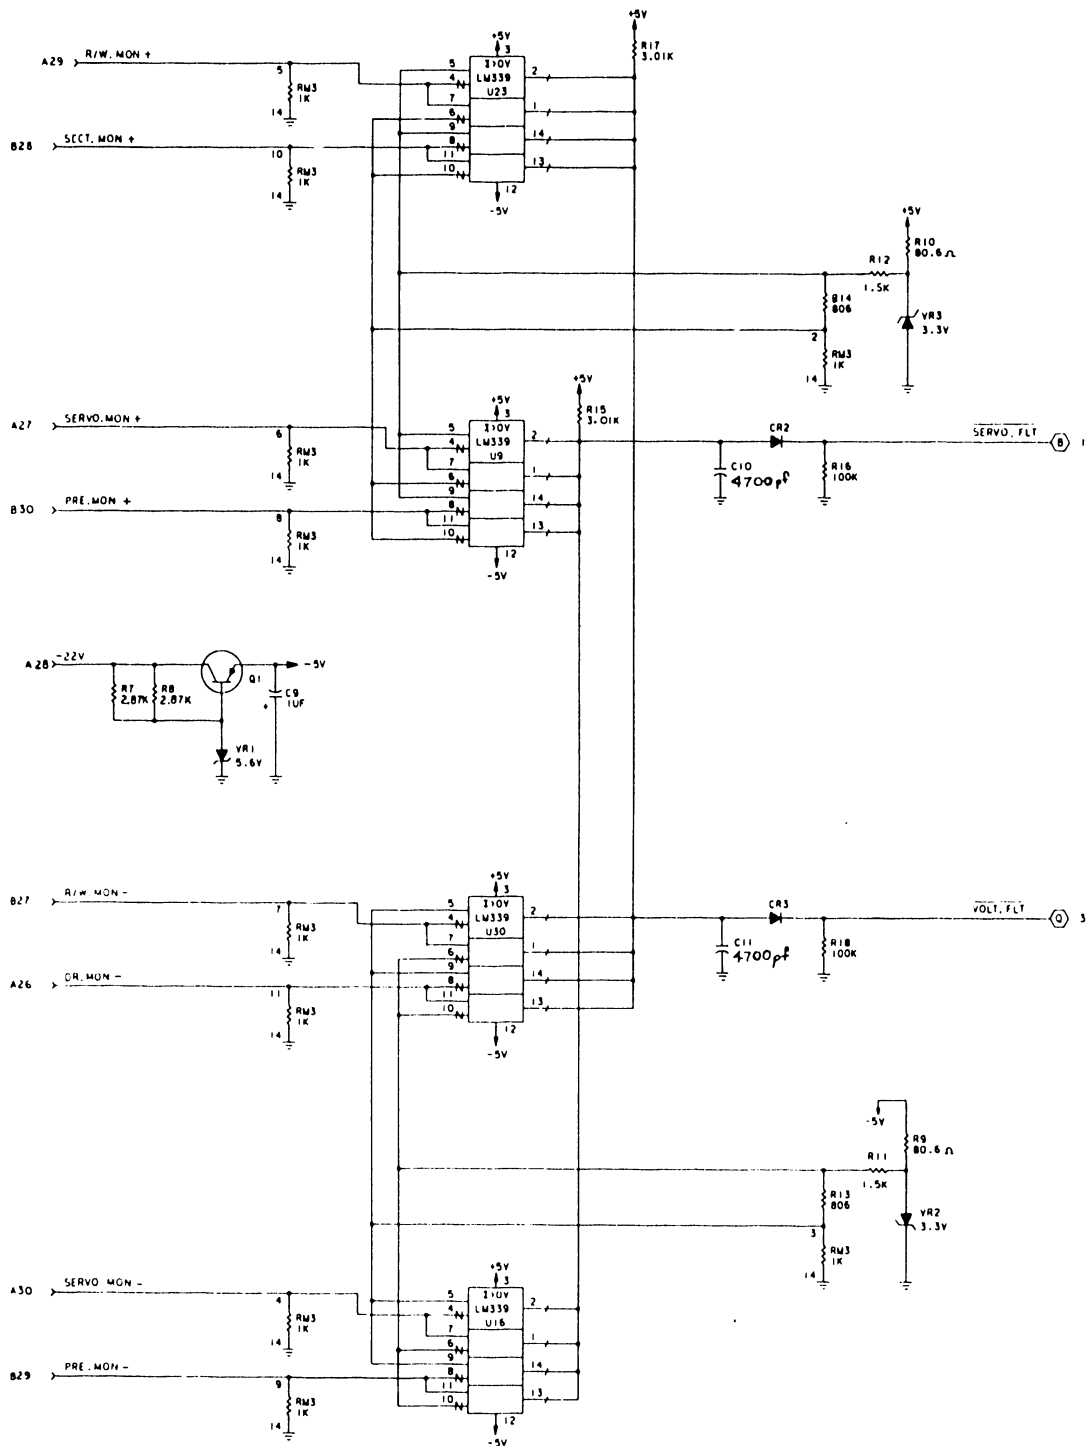 +5V
R17
3.01K
A29
R/W. MON +
5
RM3
1K
14
+5V
3
I>0V
LM339
U23
5
4
7
6
9
8
11
10
2
1
14
13
12
-5V
B28
SECT. MON +
10
RM3
1K
14
+5V
R10
80.6Ω
R12
1.5K
R14
806
2
RM3
1K
14
VR3
3.3V
+5V
R15
3.01K
A27
SERVO. MON +
6
RM3
1K
14
+5V
3
I>0V
LM339
U9
5
4
7
6
9
8
11
10
2
1
14
13
12
-5V
CR2
C10
4700pf
R16
100K
SERVO. FLT
B
1
B30
PRE. MON +
8
RM3
1K
14
A28
-22V
R7
2.87K
R8
2.87K
Q1
-5V
C9
1UF
+
VR1
5.6V
B27
R/W. MON -
7
RM3
1K
14
+5V
3
I>0V
LM339
U30
5
4
7
6
9
8
11
10
2
1
14
13
12
-5V
CR3
C11
4700pf
R18
100K
VOLT. FLT
Q
3
A26
DR. MON -
11
RM3
1K
14
-5V
R9
80.6Ω
R11
1.5K
R13
806
3
RM3
1K
14
VR2
3.3V
A30
SERVO MON -
4
RM3
1K
14
+5V
3
I>0V
LM339
U16
5
4
7
6
9
8
11
10
2
1
14
13
12
-5V
B29
PRE. MON -
9
RM3
1K
14